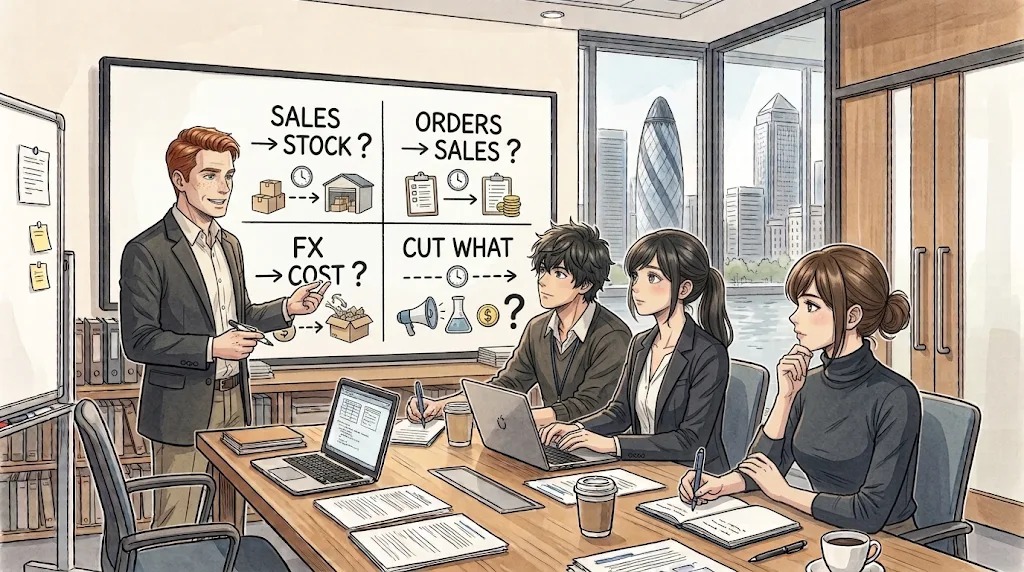 SALES
→ STOCK ?
ORDERS
→ SALES ?
FX
→ COST ?
CUT WHAT
?
$